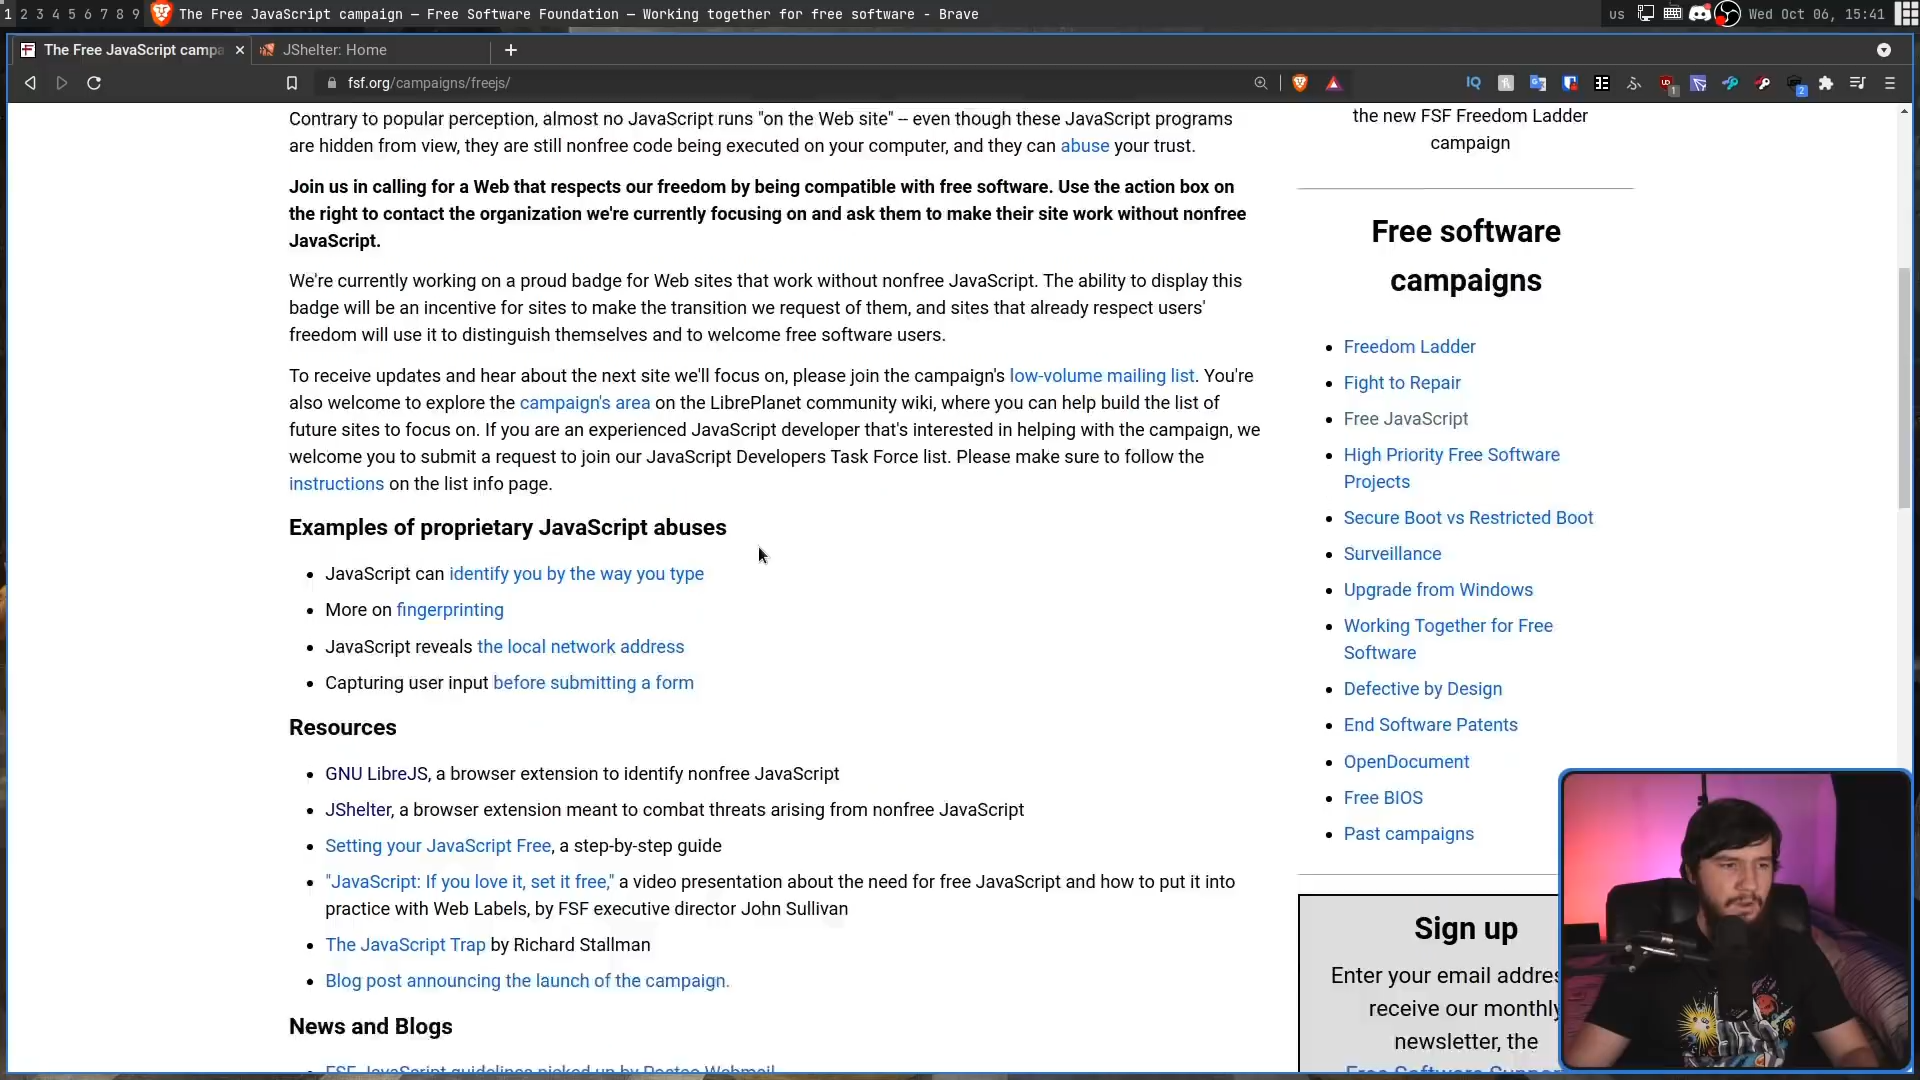 1 2 3 4 5 6 7 8 9 The Free JavaScript campaign — Free Software Foundation — Working together for free software - Brave
us Wed Oct 06, 15:41
The Free JavaScript campa
JShelter: Home
fsf.org/campaigns/freejs/
Contrary to popular perception, almost no JavaScript runs "on the Web site" -- even though these JavaScript programs
are hidden from view, they are still nonfree code being executed on your computer, and they can abuse your trust.
Join us in calling for a Web that respects our freedom by being compatible with free software. Use the action box on
the right to contact the organization we're currently focusing on and ask them to make their site work without nonfree
JavaScript.
We're currently working on a proud badge for Web sites that work without nonfree JavaScript. The ability to display this
badge will be an incentive for sites to make the transition we request of them, and sites that already respect users'
freedom will use it to distinguish themselves and to welcome free software users.
To receive updates and hear about the next site we'll focus on, please join the campaign's low-volume mailing list. You're
also welcome to explore the campaign's area on the LibrePlanet community wiki, where you can help build the list of
future sites to focus on. If you are an experienced JavaScript developer that's interested in helping with the campaign, we
welcome you to submit a request to join our JavaScript Developers Task Force list. Please make sure to follow the
instructions on the list info page.
Examples of proprietary JavaScript abuses
JavaScript can identify you by the way you type
More on fingerprinting
JavaScript reveals the local network address
Capturing user input before submitting a form
Resources
GNU LibreJS, a browser extension to identify nonfree JavaScript
JShelter, a browser extension meant to combat threats arising from nonfree JavaScript
Setting your JavaScript Free, a step-by-step guide
"JavaScript: If you love it, set it free," a video presentation about the need for free JavaScript and how to put it into
practice with Web Labels, by FSF executive director John Sullivan
The JavaScript Trap by Richard Stallman
Blog post announcing the launch of the campaign.
News and Blogs
FSF JavaScript guidelines picked up by Posteo Webmail
the new FSF Freedom Ladder
campaign
Free software
campaigns
Freedom Ladder
Fight to Repair
Free JavaScript
High Priority Free Software
Projects
Secure Boot vs Restricted Boot
Surveillance
Upgrade from Windows
Working Together for Free
Software
Defective by Design
End Software Patents
OpenDocument
Free BIOS
Past campaigns
Sign up
Enter your email addre
receive our monthly
newsletter, the
Free Software Suppor